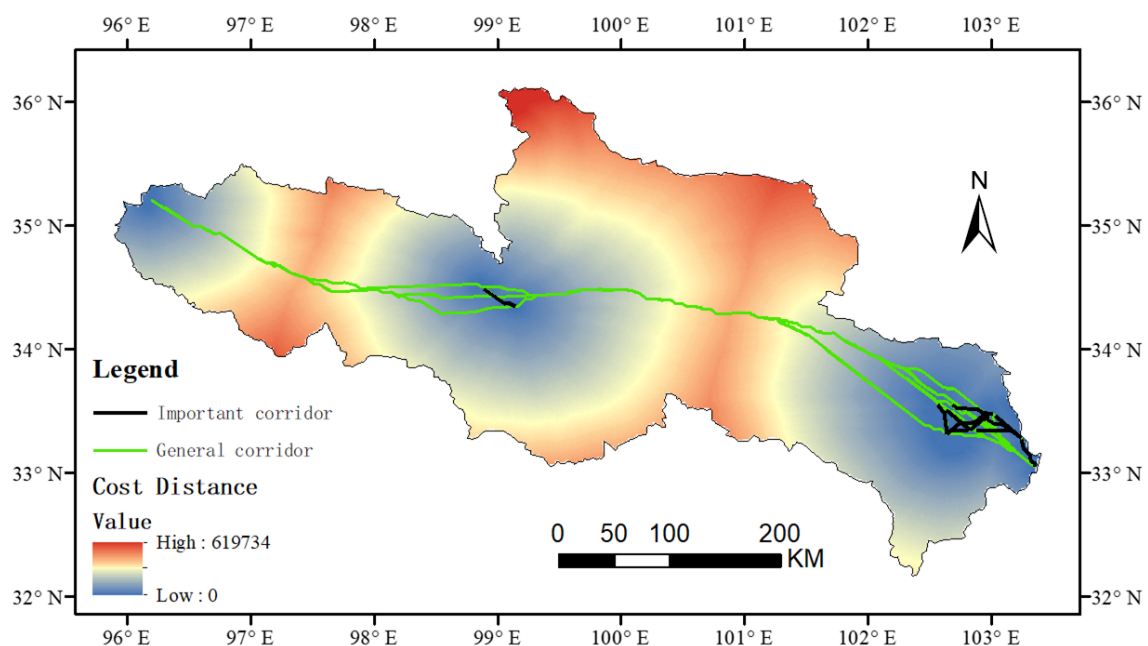 96° E 97° E 98° E 99° E 100° E 101° E 102° E 103° E
36° N 36° N
35° N 35° N
34° N 34° N
33° N 33° N
32° N 32° N
N
Legend
Important corridor
General corridor
Cost Distance
Value
High : 619734
Low : 0
0 50 100 200
KM
96° E 97° E 98° E 99° E 100° E 101° E 102° E 103° E